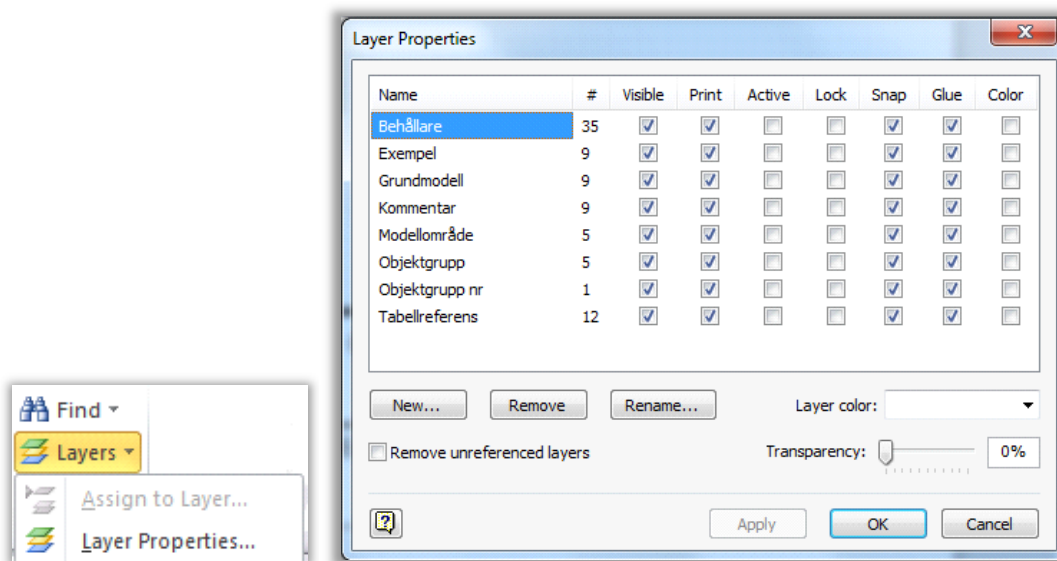 Find
Layers
Assign to Layer...
Layer Properties...
Layer Properties
Name # Visible Print Active Lock Snap Glue Color
Behållare 35
Exempel 9
Grundmodell 9
Kommentar 9
Modellområde 5
Objektgrupp 5
Objektgrupp nr 1
Tabellreferens 12
New... Remove Rename... Layer color:
Remove unreferenced layers Transparency: 0%
Apply OK Cancel